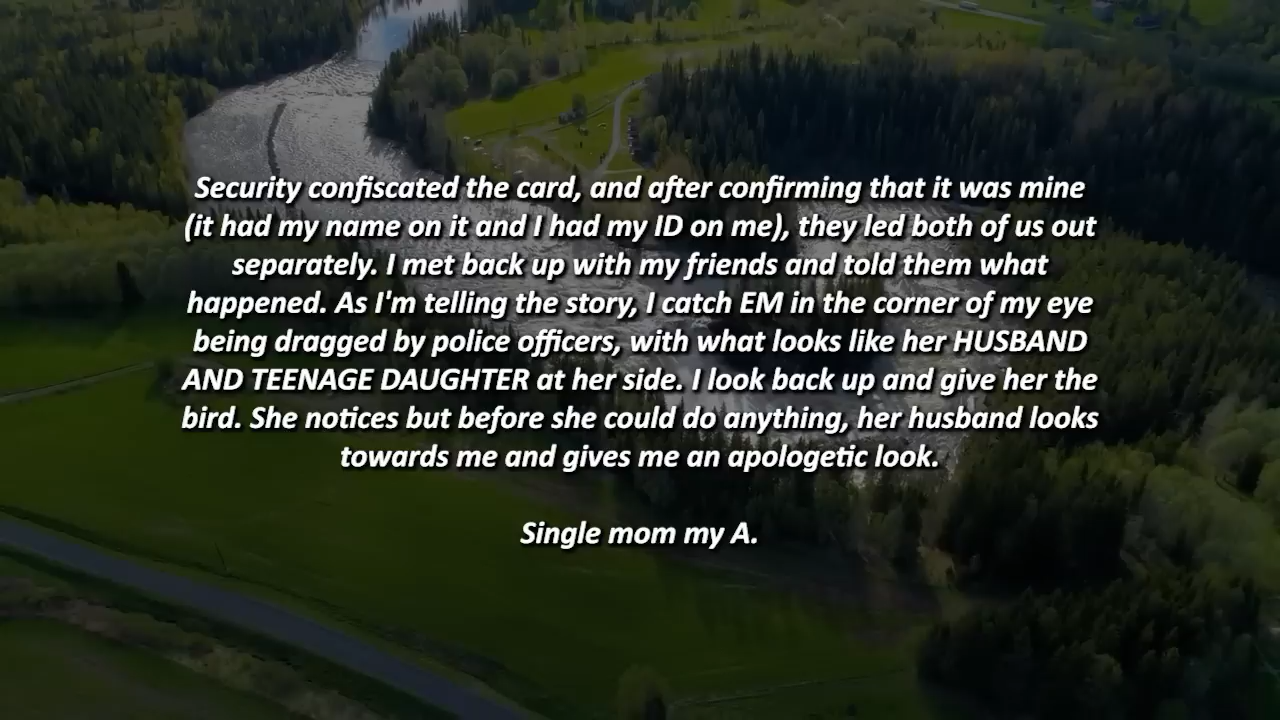 Security confiscated the card, and after confirming that it was mine
(it had my name on it and I had my ID on me), they led both of us out
separately. I met back up with my friends and told them what
happened. As I'm telling the story, I catch EM in the corner of my eye
being dragged by police officers, with what looks like her HUSBAND
AND TEENAGE DAUGHTER at her side. I look back up and give her the
bird. She notices but before she could do anything, her husband looks
towards me and gives me an apologetic look.
Single mom my A.